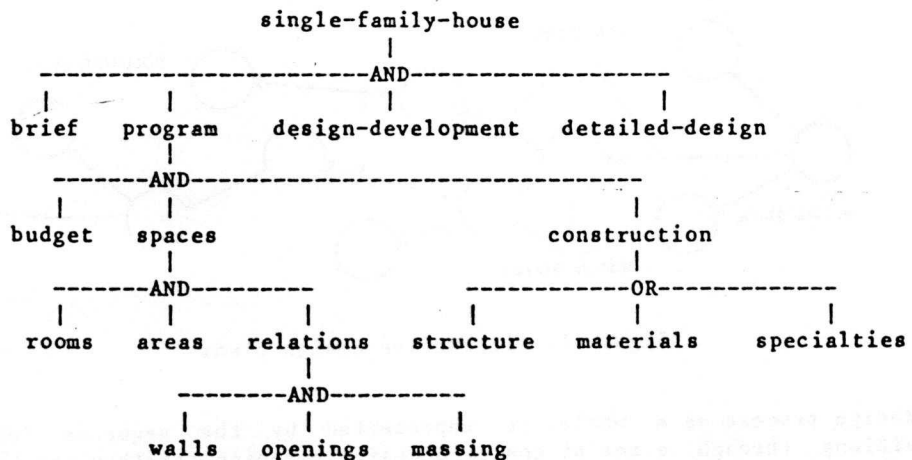 single-family-house
AND
brief program design-development detailed-design
AND
budget spaces construction
AND OR
rooms areas relations structure materials specialties
AND
walls openings massing